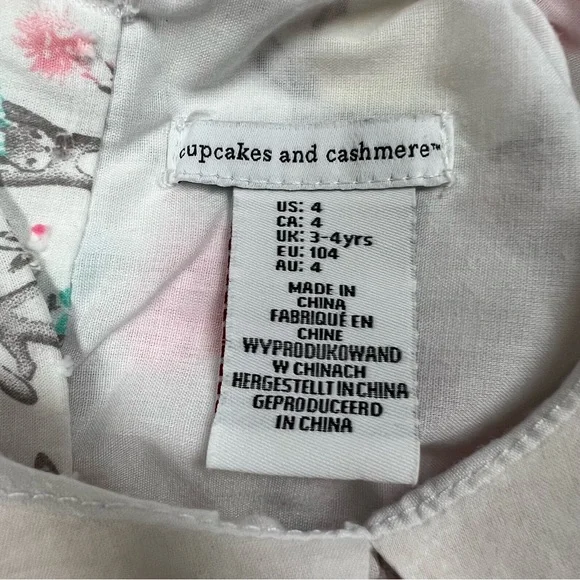 cupcakes and cashmere™
US: 4
CA: 4
UK: 3-4yrs
EU: 104
AU: 4
MADE IN
CHINA
FABRIQUÉ EN
CHINE
WYPRODUKOWAND
W CHINACH
HERGESTELLT IN CHINA
GEPRODUCEERD
IN CHINA